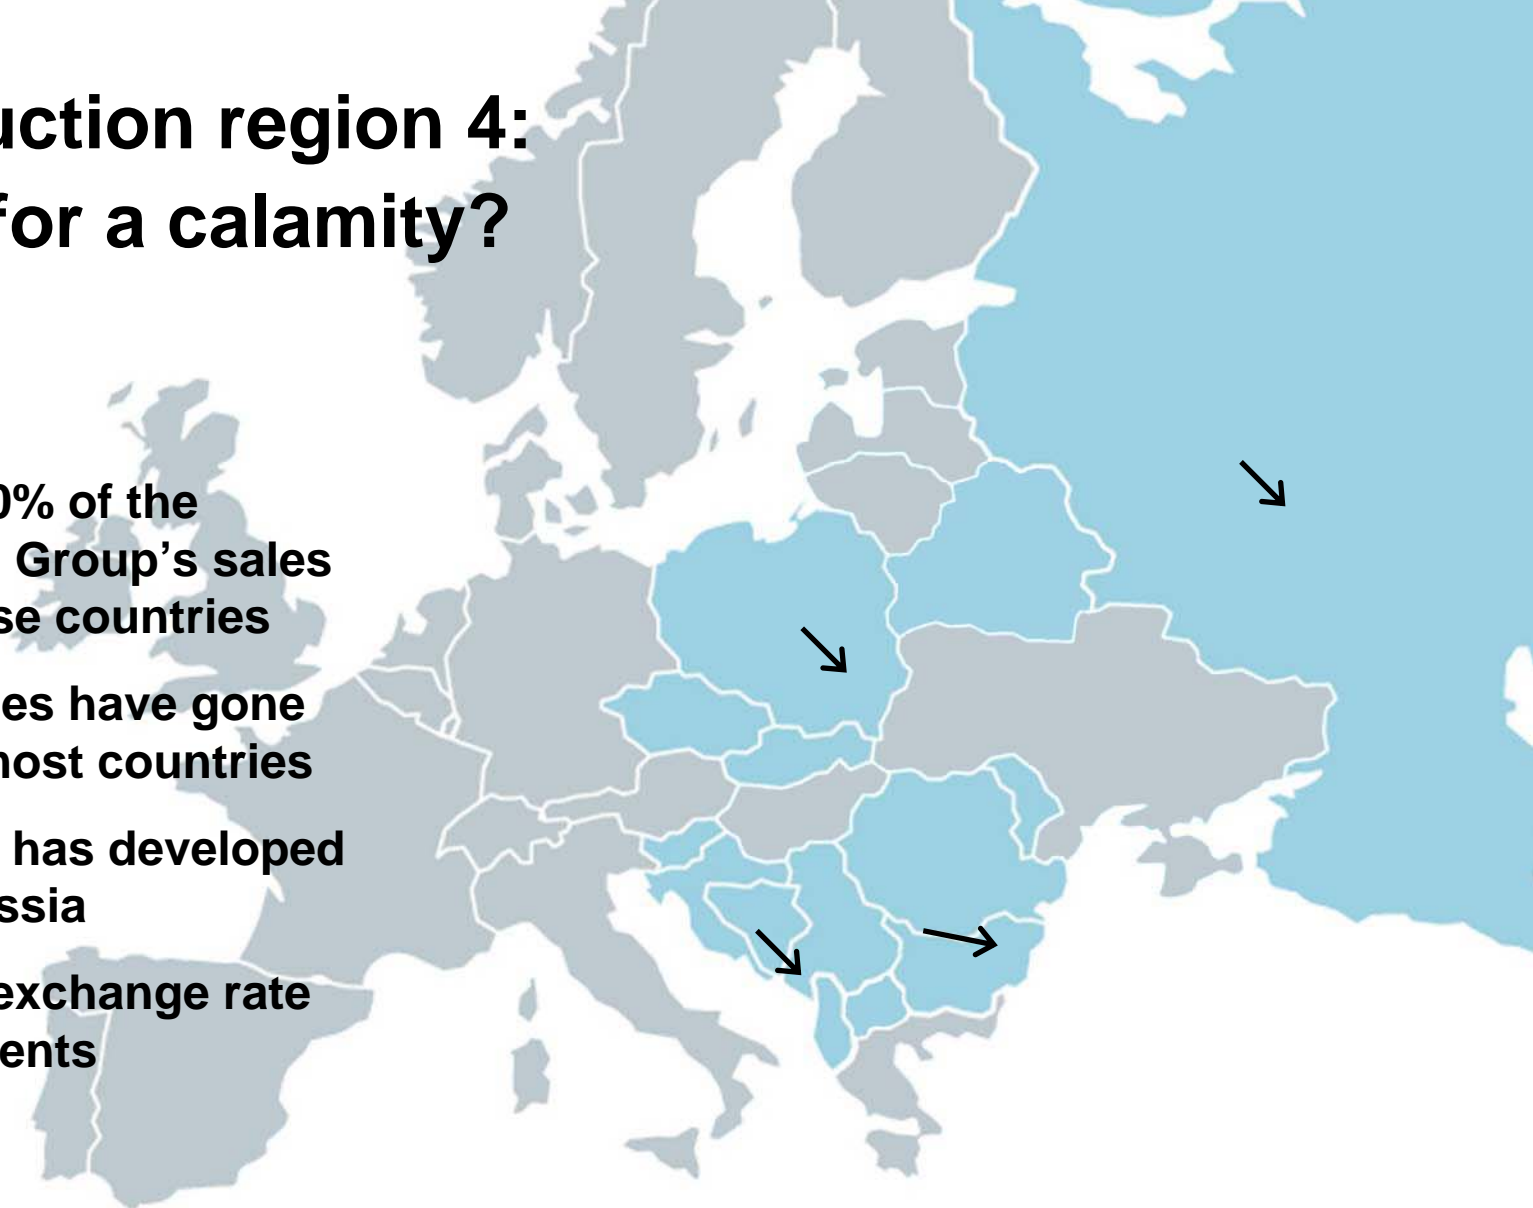 uction region 4:
for a calamity?
0% of the
Group’s sales
se countries
es have gone
most countries
has developed
ssia
exchange rate
ents